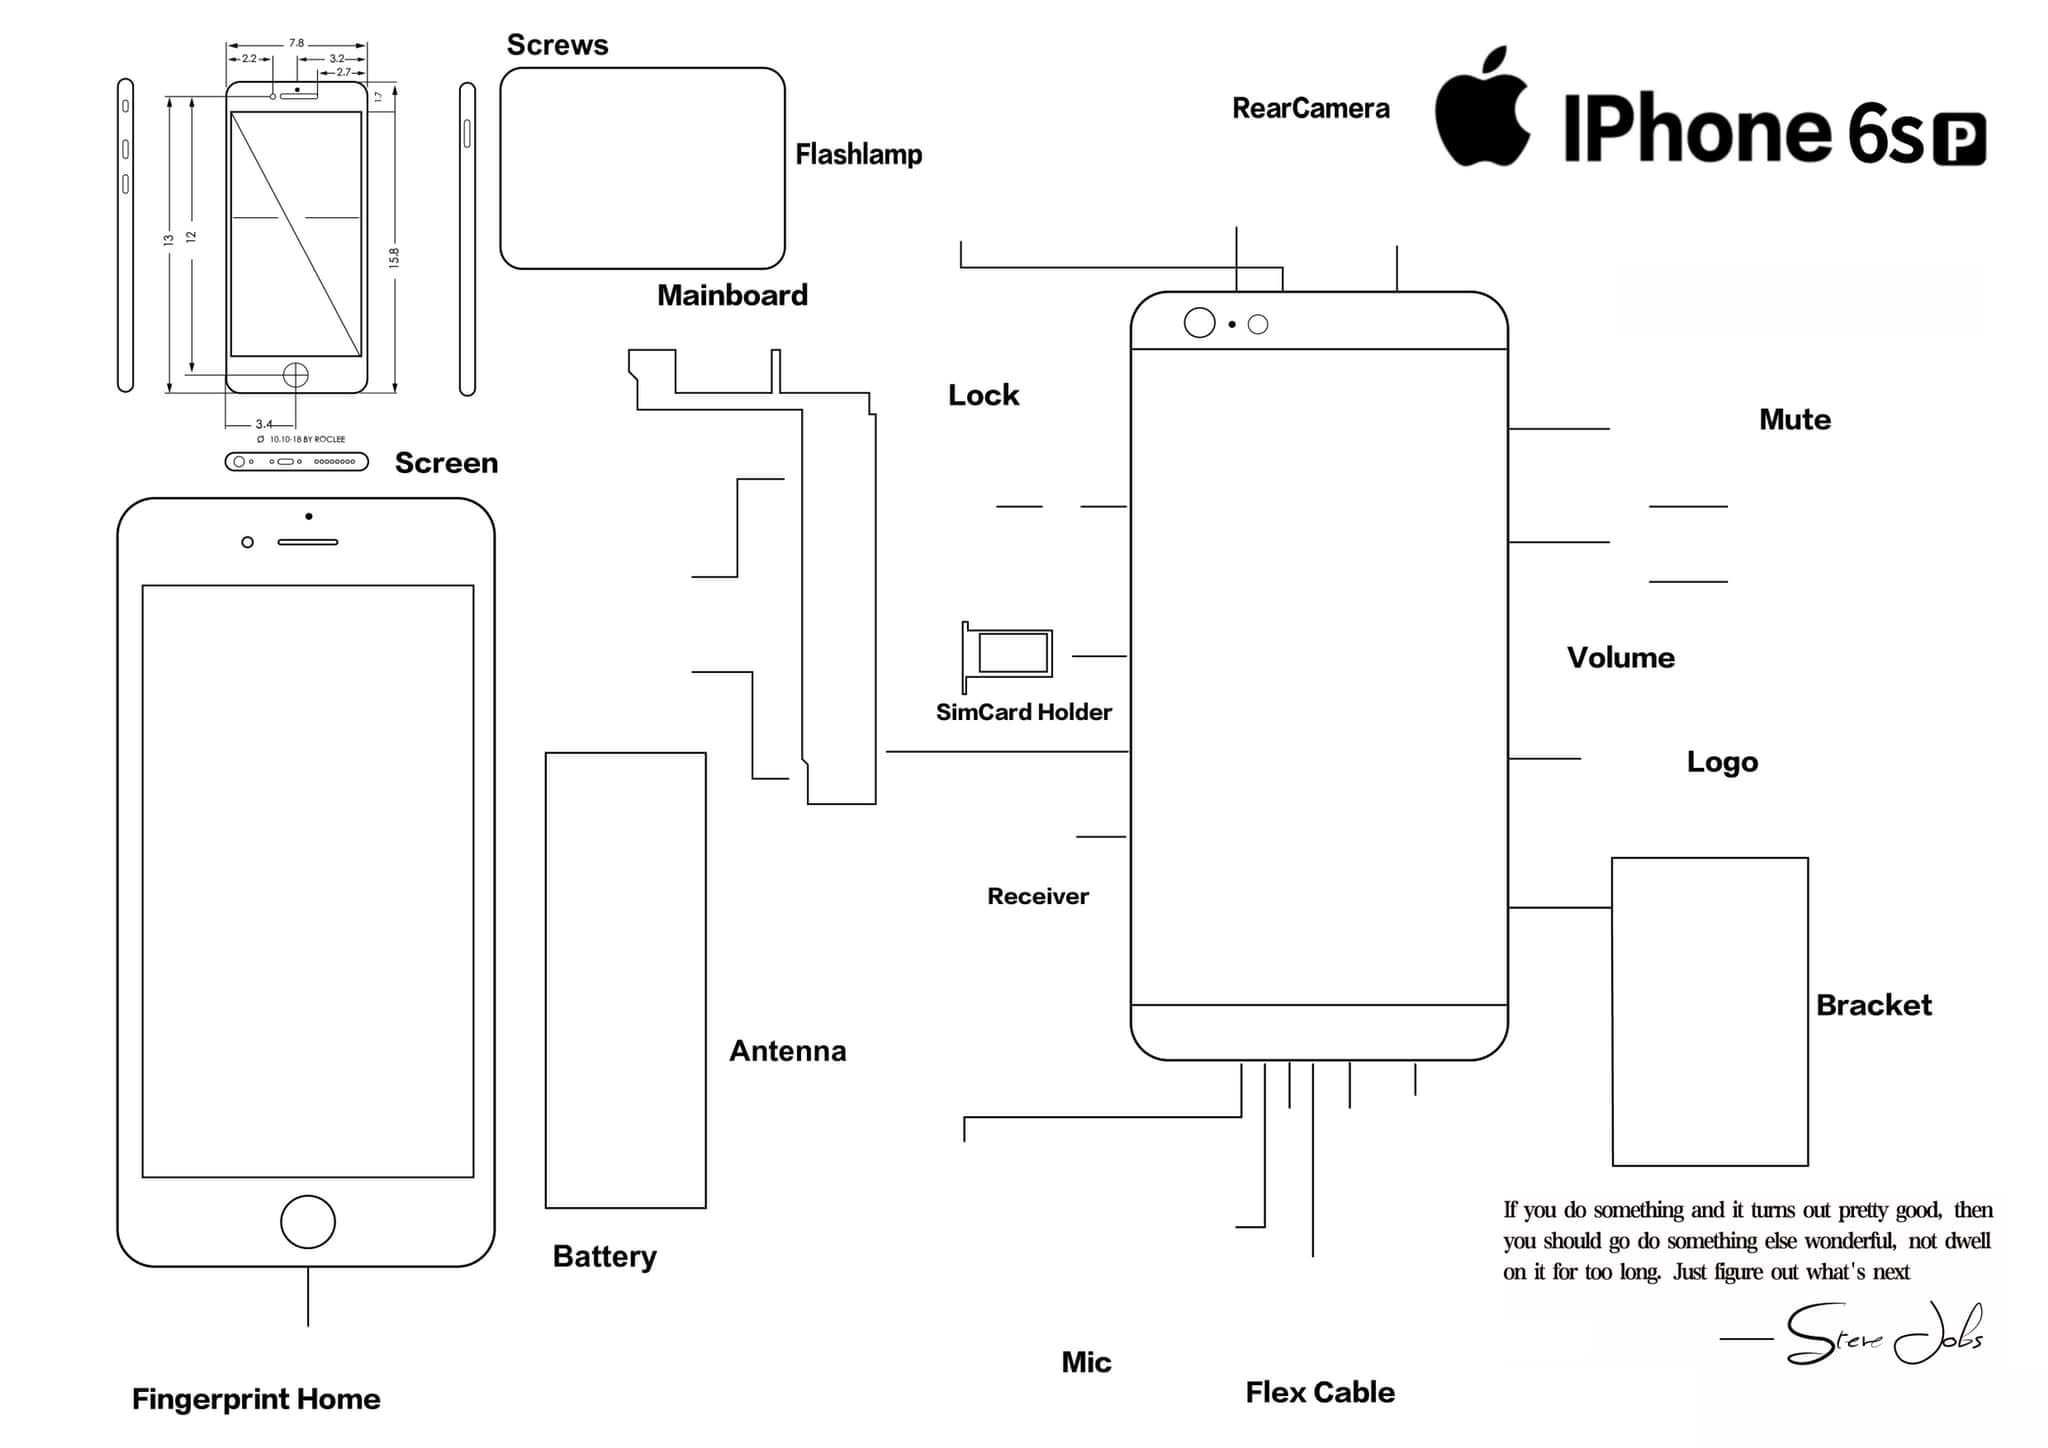 7.8
2.2
3.2
2.7
1.7
13
12
15.8
3.4
10.10-18 BY ROCLEE
Screws
Flashlamp
Mainboard
RearCamera
IPhone 6s P
Screen
Lock
Mute
SimCard Holder
Volume
Logo
Receiver
Bracket
Antenna
Battery
Fingerprint Home
Mic
Flex Cable
If you do something and it turns out pretty good, then
you should go do something else wonderful, not dwell
on it for too long. Just figure out what's next
—— Steve Jobs